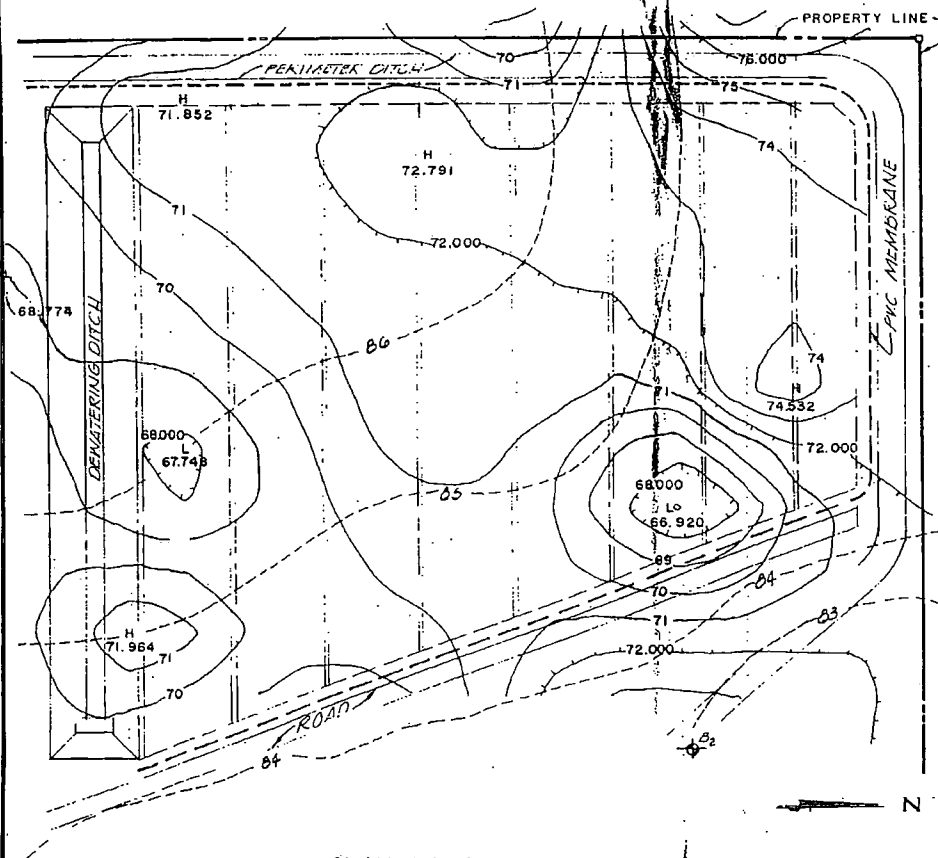 PROPERTY LINE
70
76.000
PERIMETER DITCH
71
75
H
71.852
74
H
72.791
PVC MEMBRANE
71
72.000
70
68.774
DEWATERING DITCH
86
74
H
74.532
71
68.000
L
67.748
72.000
85
68.000
Lo
66.920
69
84
70
83
H
71.964
71
71
72.000
70
ROAD
B2
84
N